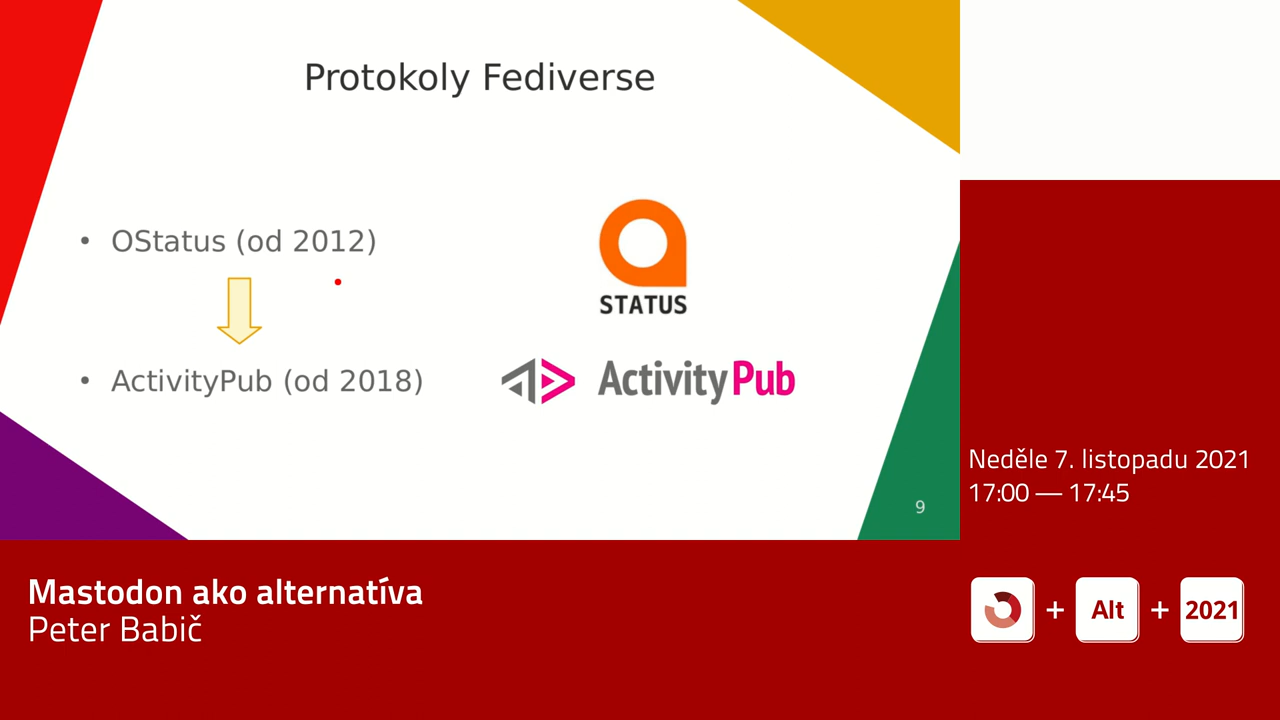 Protokoly Fediverse
• OStatus (od 2012)
STATUS
• ActivityPub (od 2018)
ActivityPub
9
Neděle 7. listopadu 2021
17:00 — 17:45
Mastodon ako alternatíva
Peter Babič
+ Alt + 2021